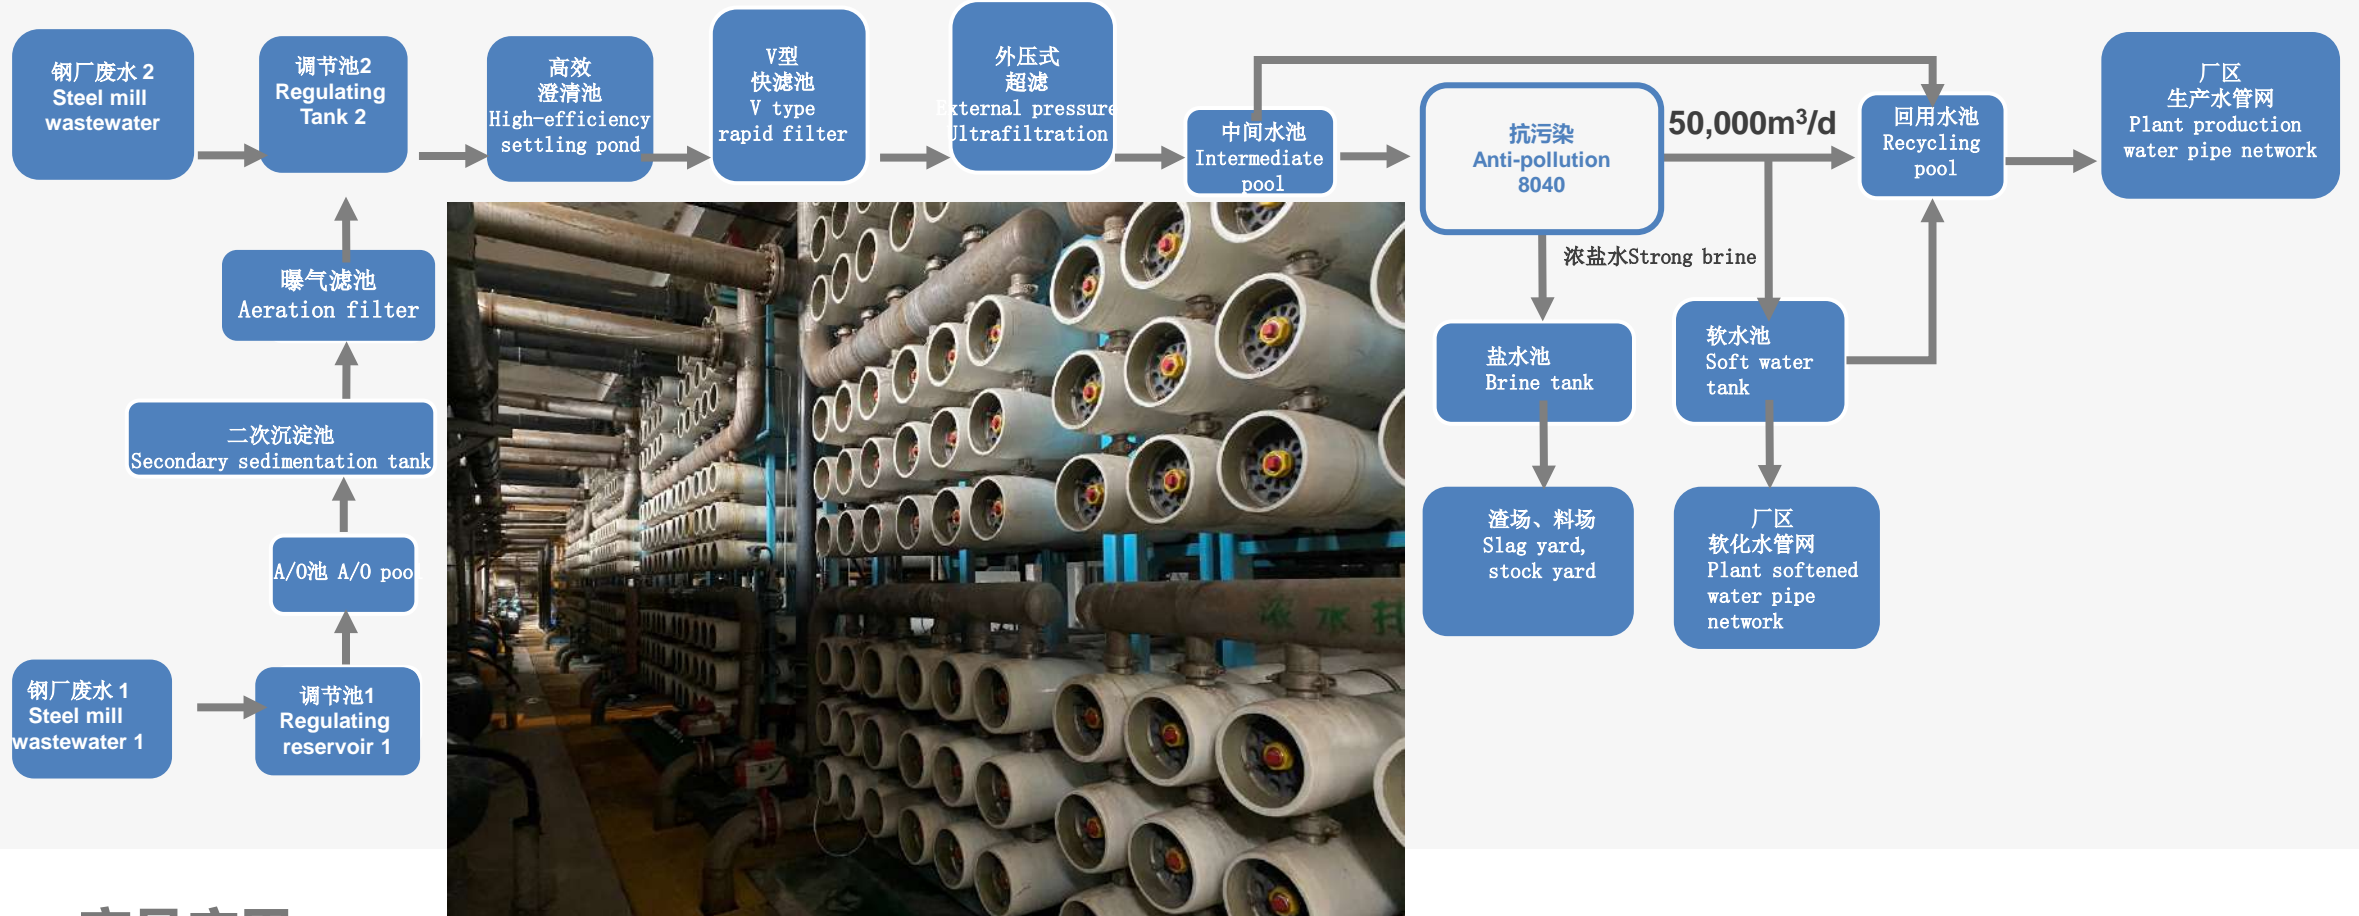 钢厂废水 2
Steel mill
wastewater
调节池2
Regulating
Tank 2
高效
澄清池
High-efficiency
settling pond
V型
快滤池
V type
rapid filter
外压式
超滤
External pressure
Ultrafiltration
中间水池
Intermediate
pool
抗污染
Anti-pollution
8040
50,000m³/d
回用水池
Recycling
pool
厂区
生产水管网
Plant production
water pipe network
曝气滤池
Aeration filter
浓盐水Strong brine
盐水池
Brine tank
软水池
Soft water
tank
二次沉淀池
Secondary sedimentation tank
渣场、料场
Slag yard,
stock yard
厂区
软化水管网
Plant softened
water pipe
network
A/O池 A/O pool
浓水排
钢厂废水 1
Steel mill
wastewater 1
调节池1
Regulating
reservoir 1